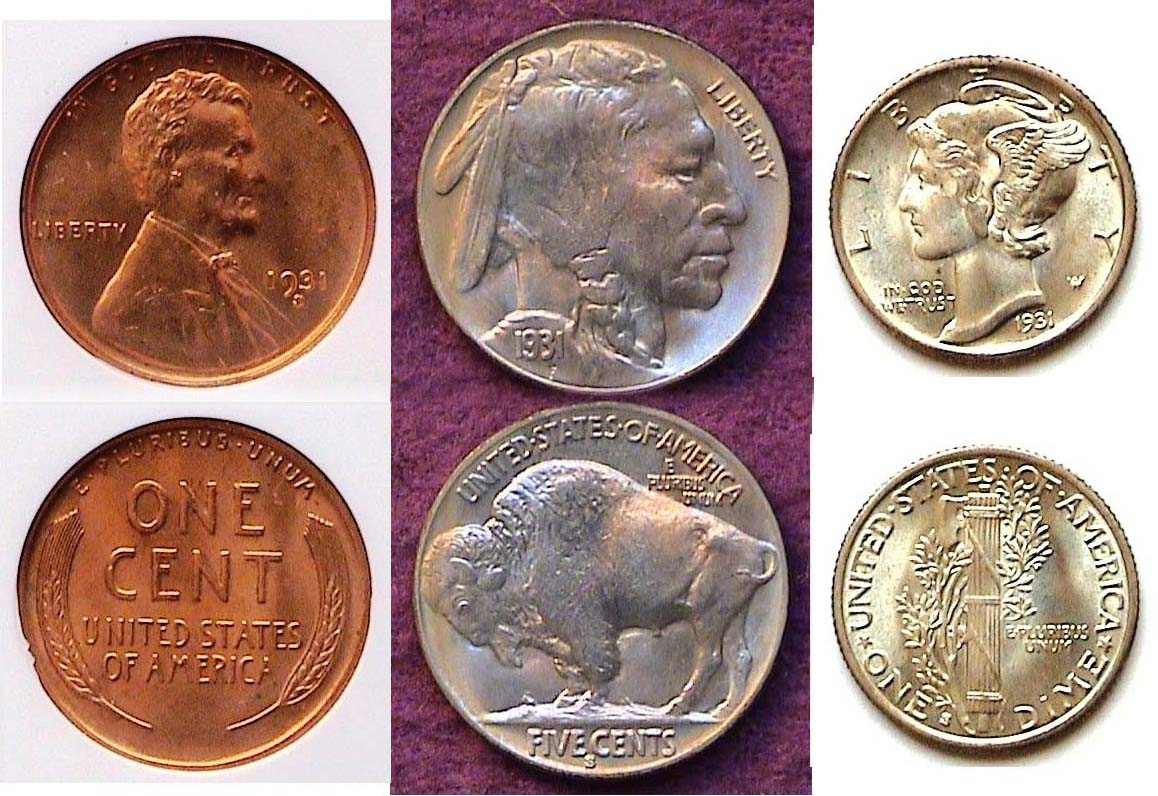 IN GOD WE TRUST
LIBERTY
1931
S
LIBERTY
1931
LIBERTY
IN GOD
WE TRUST
1931
E·PLURIBUS·UNUM
ONE
CENT
UNITED STATES
OF AMERICA
UNITED·STATES·OF·AMERICA
E
PLURIBUS
UNUM
FIVE CENTS
S
UNITED·STATES·OF·AMERICA
E·PLURIBUS
UNUM
ONE DIME
S